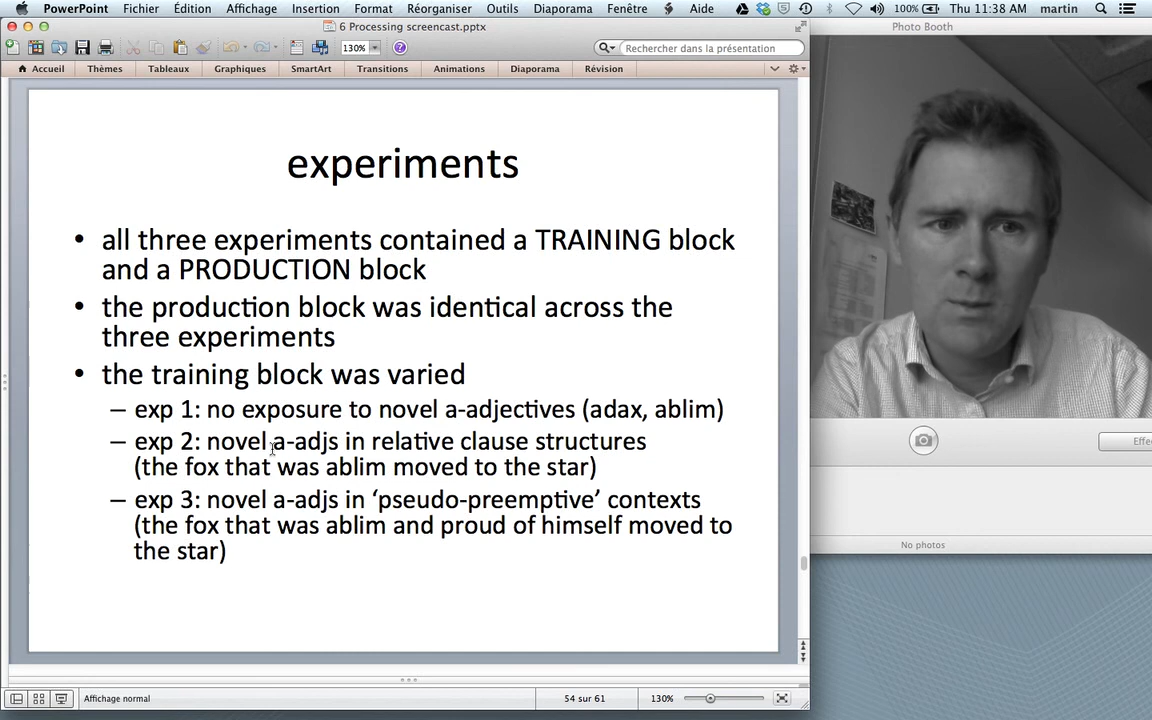 PowerPoint Fichier Édition Affichage Insertion Format Réorganiser Outils Diaporama Fenêtre Aide 100% Thu 11:38 AM martin
6 Processing screencast.pptx
Photo Booth
130% Rechercher dans la présentation
Accueil Thèmes Tableaux Graphiques SmartArt Transitions Animations Diaporama Révision
experiments
• all three experiments contained a TRAINING block
and a PRODUCTION block
• the production block was identical across the
three experiments
• the training block was varied
– exp 1: no exposure to novel a-adjectives (adax, ablim)
– exp 2: novel a-adjs in relative clause structures
(the fox that was ablim moved to the star)
– exp 3: novel a-adjs in ‘pseudo-preemptive’ contexts
(the fox that was ablim and proud of himself moved to
the star)
Effe
No photos
Affichage normal 54 sur 61 130%